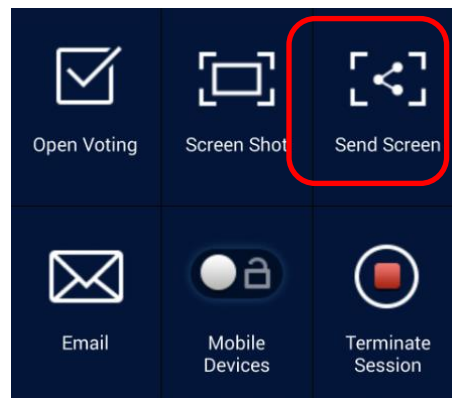 Open Voting
Screen Shot
Send Screen
Email
Mobile
Devices
Terminate
Session